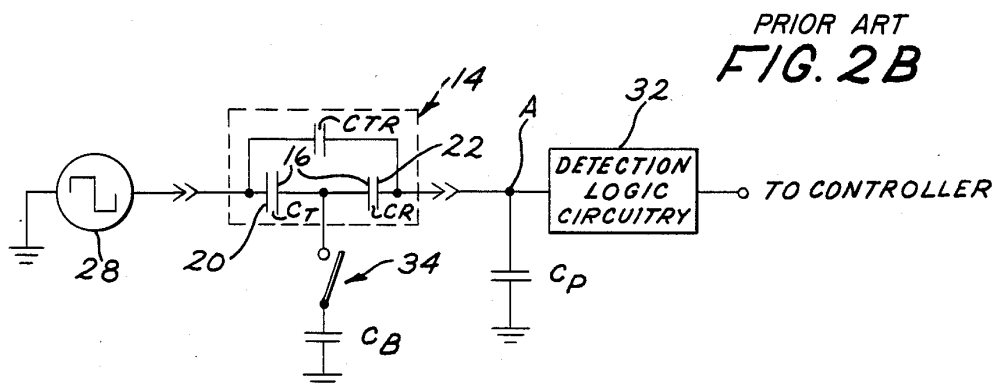 PRIOR ART
FIG. 2B
14
32
A
CTR
16
22
DETECTION
LOGIC
CIRCUITRY
TO CONTROLLER
CT
CR
28
20
34
CP
CB